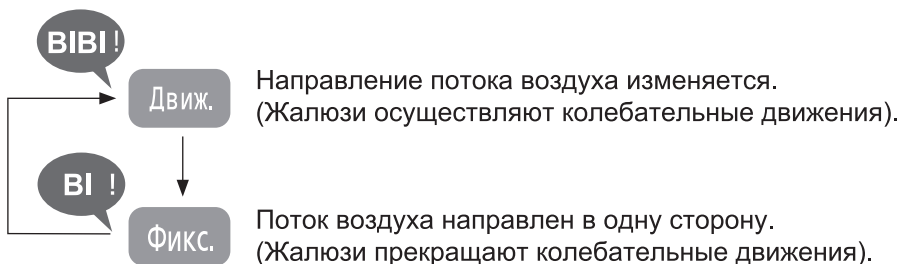 BIBI !
Движ.
Направление потока воздуха изменяется.
(Жалюзи осуществляют колебательные движения).
BI !
Фикс.
Поток воздуха направлен в одну сторону.
(Жалюзи прекращают колебательные движения).